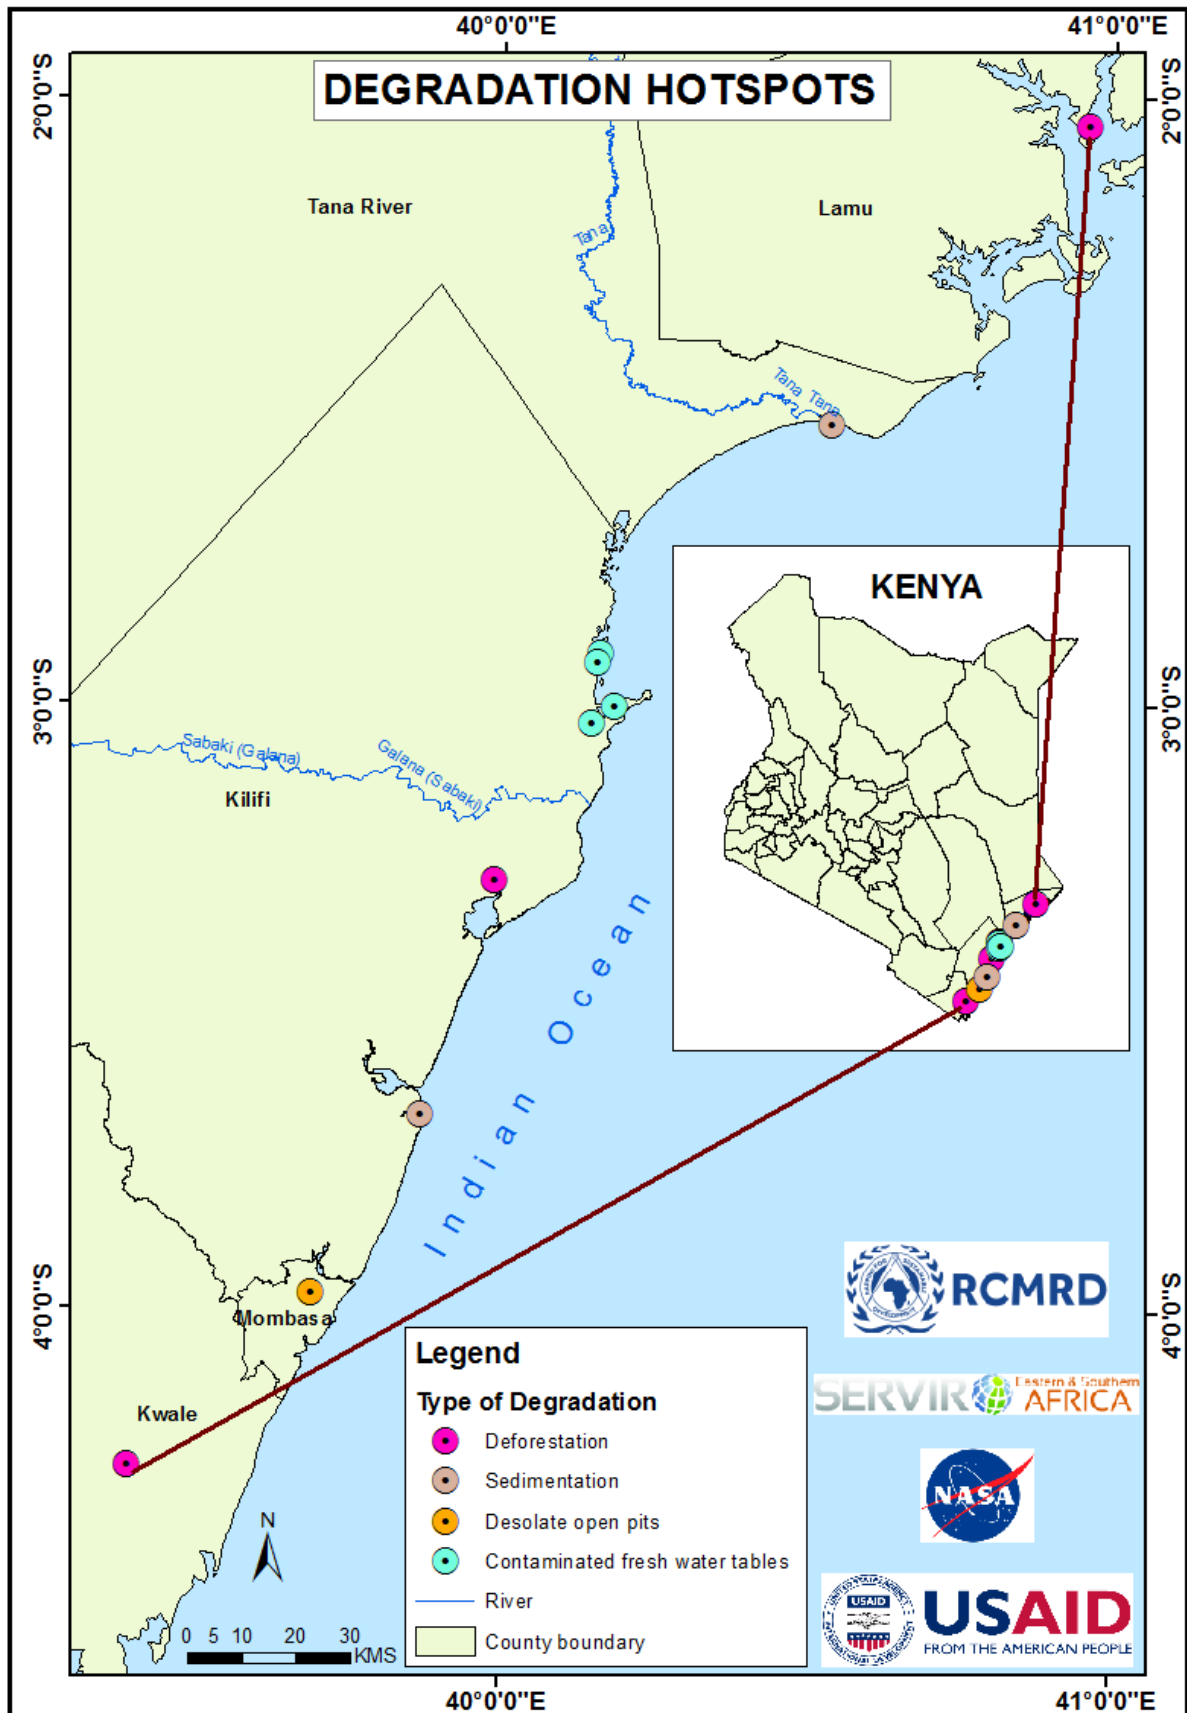 40°0'0"E
41°0'0"E
2°0'0"S
2°0'0"S
DEGRADATION HOTSPOTS
Tana River
Lamu
Tana
Tana Tana
KENYA
3°0'0"S
3°0'0"S
Sabaki (Galana)
Galana (Sabaki)
Kilifi
Indian Ocean
4°0'0"S
4°0'0"S
Mombasa
Kwale
RCMRD
SERVIR
Eastern & Southern
AFRICA
NASA
USAID
USAID
FROM THE AMERICAN PEOPLE
Legend
Type of Degradation
Deforestation
Sedimentation
Desolate open pits
Contaminated fresh water tables
River
County boundary
N
0 5 10 20 30
KMS
40°0'0"E
41°0'0"E